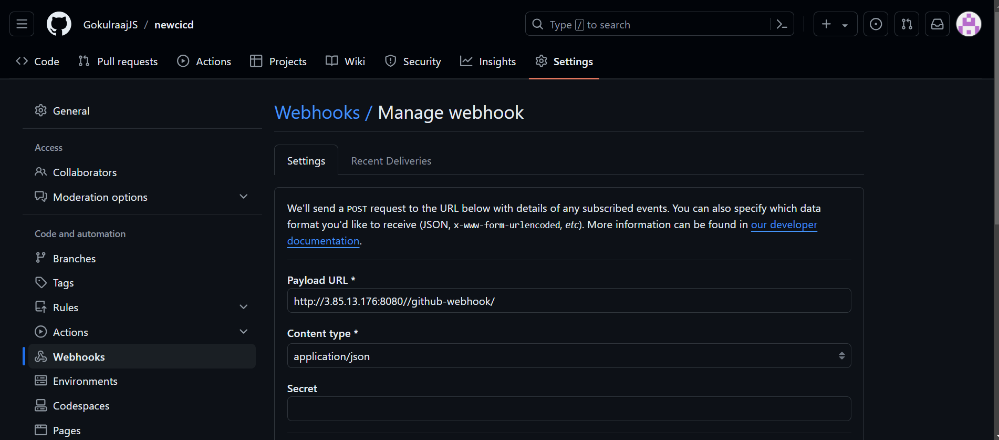 GokulraajJS / newcicd
Type / to search
Code
Pull requests
Actions
Projects
Wiki
Security
Insights
Settings
General
Access
Collaborators
Moderation options
Code and automation
Branches
Tags
Rules
Actions
Webhooks
Environments
Codespaces
Pages
Webhooks / Manage webhook
Settings
Recent Deliveries
We'll send a POST request to the URL below with details of any subscribed events. You can also specify which data
format you'd like to receive (JSON, x-www-form-urlencoded, etc). More information can be found in our developer
documentation.
Payload URL *
http://3.85.13.176:8080//github-webhook/
Content type *
application/json
Secret